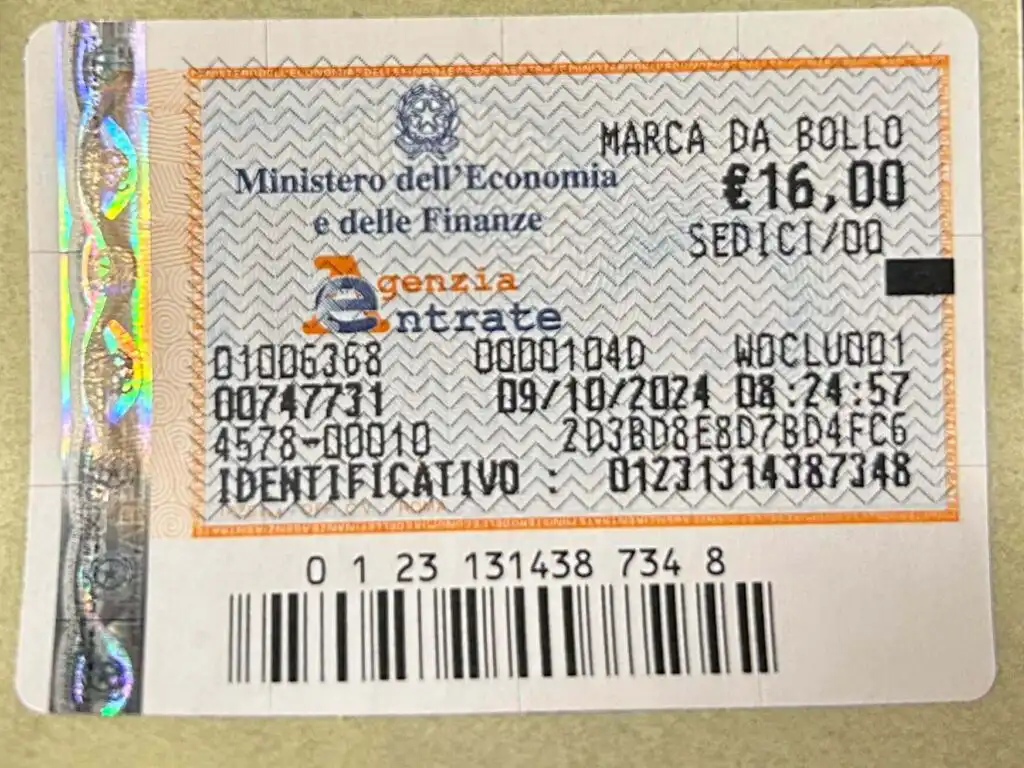 MARCA DA BOLLO
€16,00
SEDICI/00
Ministero dell'Economia
e delle Finanze
Agenzia
entrate
01006368 0000104D W0CLU001
00747731 09/10/2024 08:24:57
4578-00010 2D3BD8E8D7BD4FC6
IDENTIFICATIVO : 01231314387348
0 1 23 131438 734 8